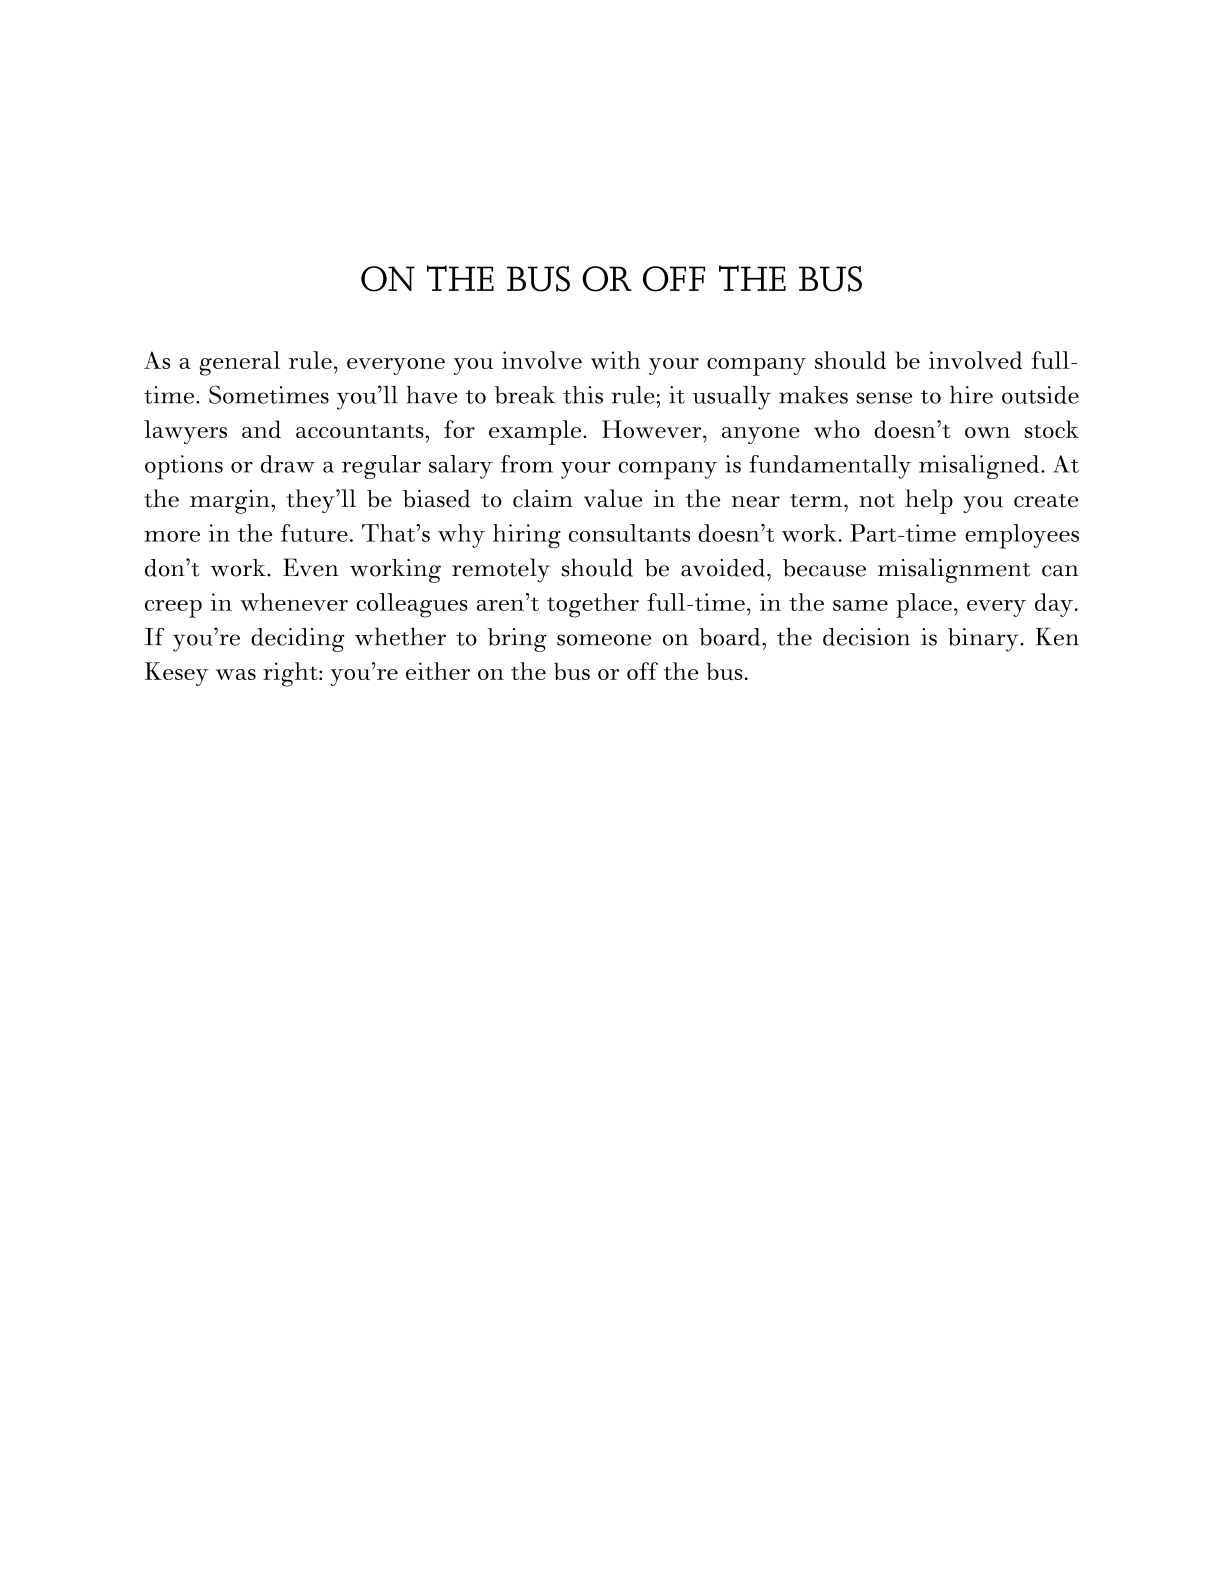 ON THE BUS OR OFF THE BUS
As a general rule, everyone you involve with your company should be involved full-
time. Sometimes you’ll have to break this rule; it usually makes sense to hire outside
lawyers and accountants, for example. However, anyone who doesn’t own stock
options or draw a regular salary from your company is fundamentally misaligned. At
the margin, they’ll be biased to claim value in the near term, not help you create
more in the future. That’s why hiring consultants doesn’t work. Part-time employees
don’t work. Even working remotely should be avoided, because misalignment can
creep in whenever colleagues aren’t together full-time, in the same place, every day.
If you’re deciding whether to bring someone on board, the decision is binary. Ken
Kesey was right: you’re either on the bus or off the bus.